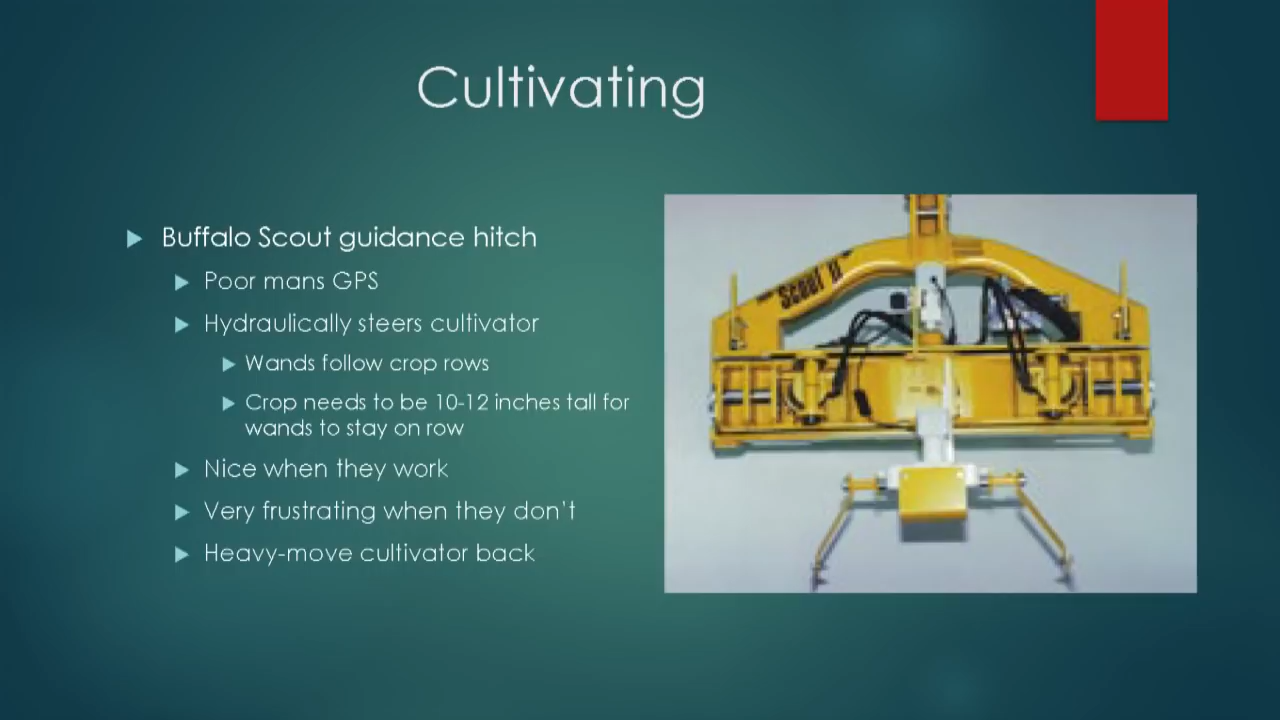 Cultivating
Buffalo Scout guidance hitch
Poor mans GPS
Hydraulically steers cultivator
Wands follow crop rows
Crop needs to be 10-12 inches tall for
wands to stay on row
Nice when they work
Very frustrating when they don't
Heavy-move cultivator back
Scout II